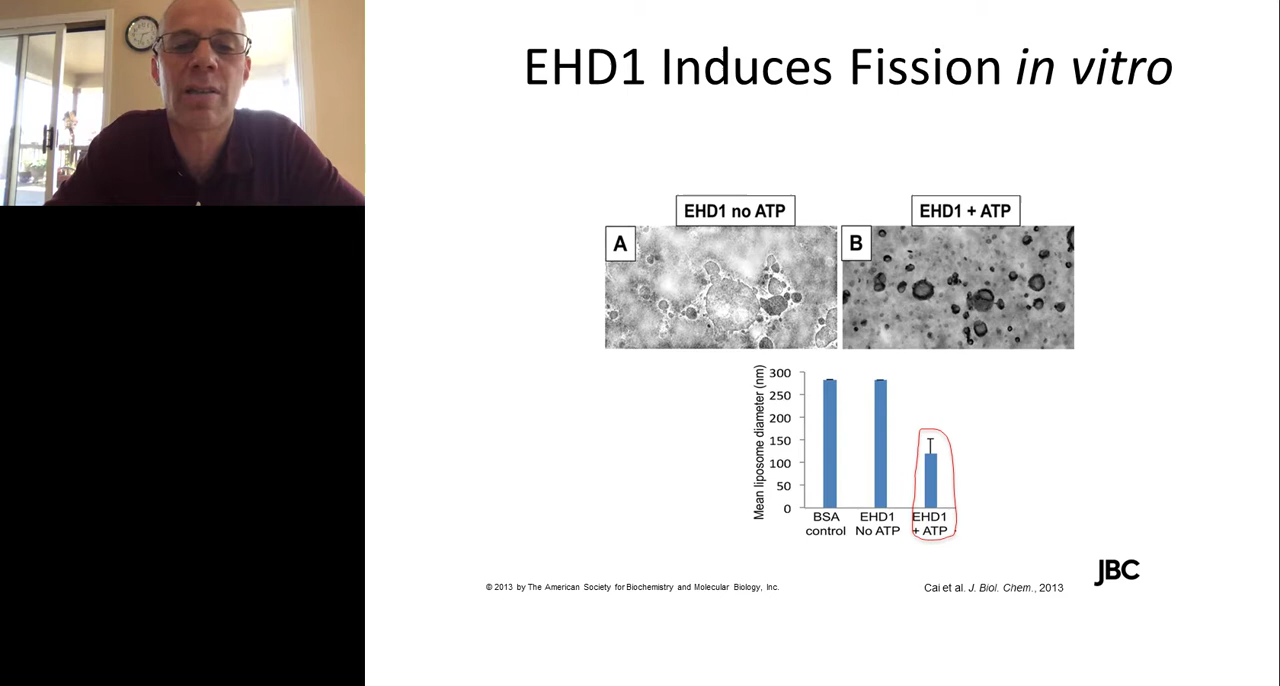 EHD1 Induces Fission in vitro
EHD1 no ATP
EHD1 + ATP
A
B
Mean liposome diameter (nm)
300
250
200
150
100
50
0
BSA control
EHD1 No ATP
EHD1 + ATP
© 2013 by The American Society for Biochemistry and Molecular Biology, Inc.
Cai et al. J. Biol. Chem., 2013
JBC